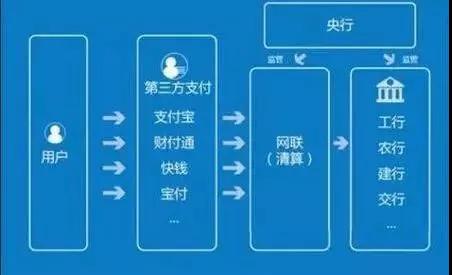 央行
监管
监管
第三方支付
支付宝
财付通
快钱
宝付
...
用户
网联
（清算）
工行
农行
建行
交行
...